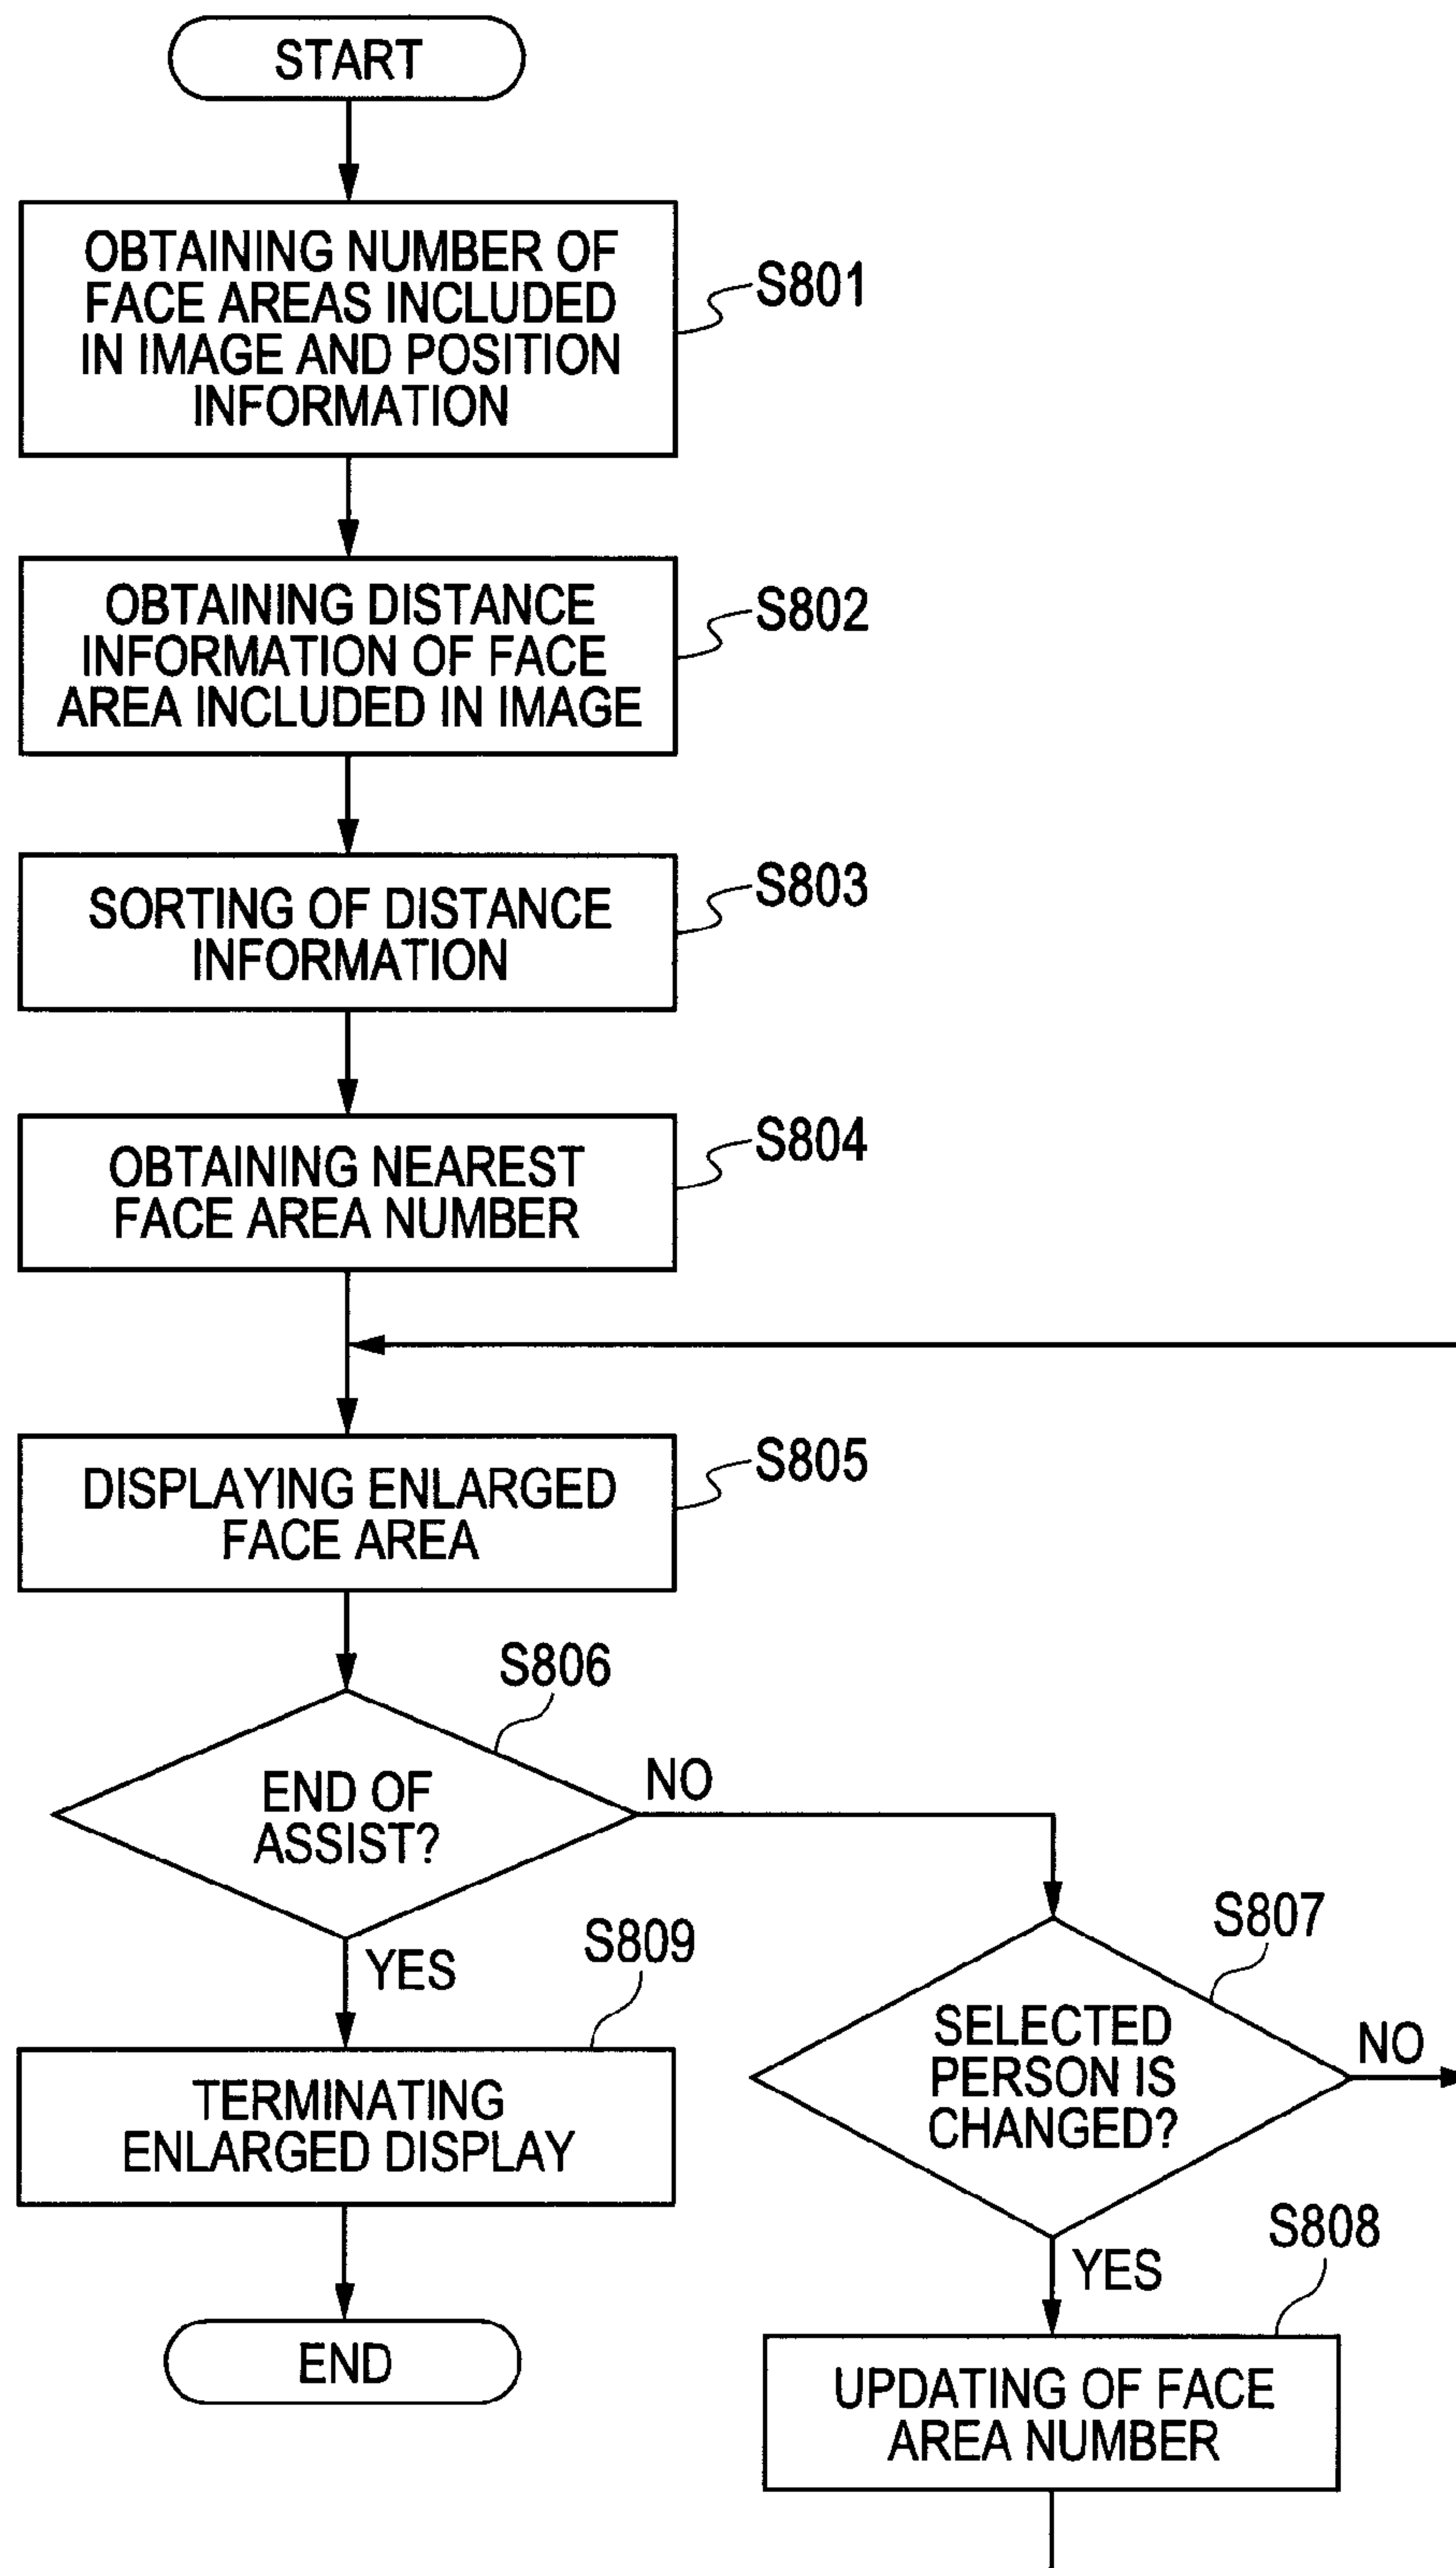 START
OBTAINING NUMBER OF
FACE AREAS INCLUDED
IN IMAGE AND POSITION
INFORMATION
S801
OBTAINING DISTANCE
INFORMATION OF FACE
AREA INCLUDED IN IMAGE
S802
SORTING OF DISTANCE
INFORMATION
S803
OBTAINING NEAREST
FACE AREA NUMBER
S804
DISPLAYING ENLARGED
FACE AREA
S805
S806
END OF
ASSIST?
NO
YES
S807
SELECTED
PERSON IS
CHANGED?
NO
YES
S809
TERMINATING
ENLARGED DISPLAY
S808
UPDATING OF FACE
AREA NUMBER
END